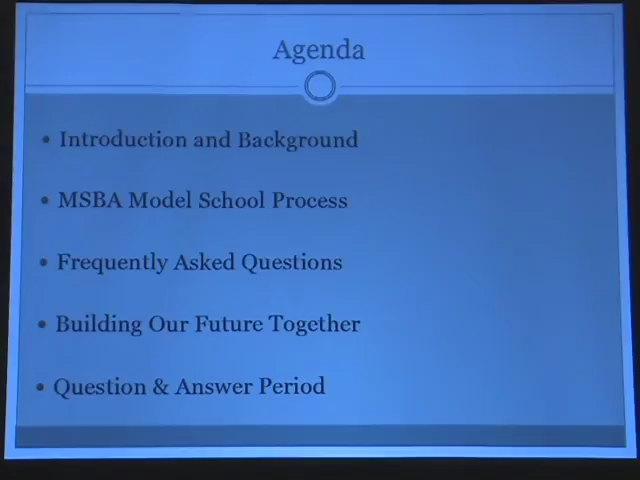 Agenda
• Introduction and Background
• MSBA Model School Process
• Frequently Asked Questions
• Building Our Future Together
• Question & Answer Period